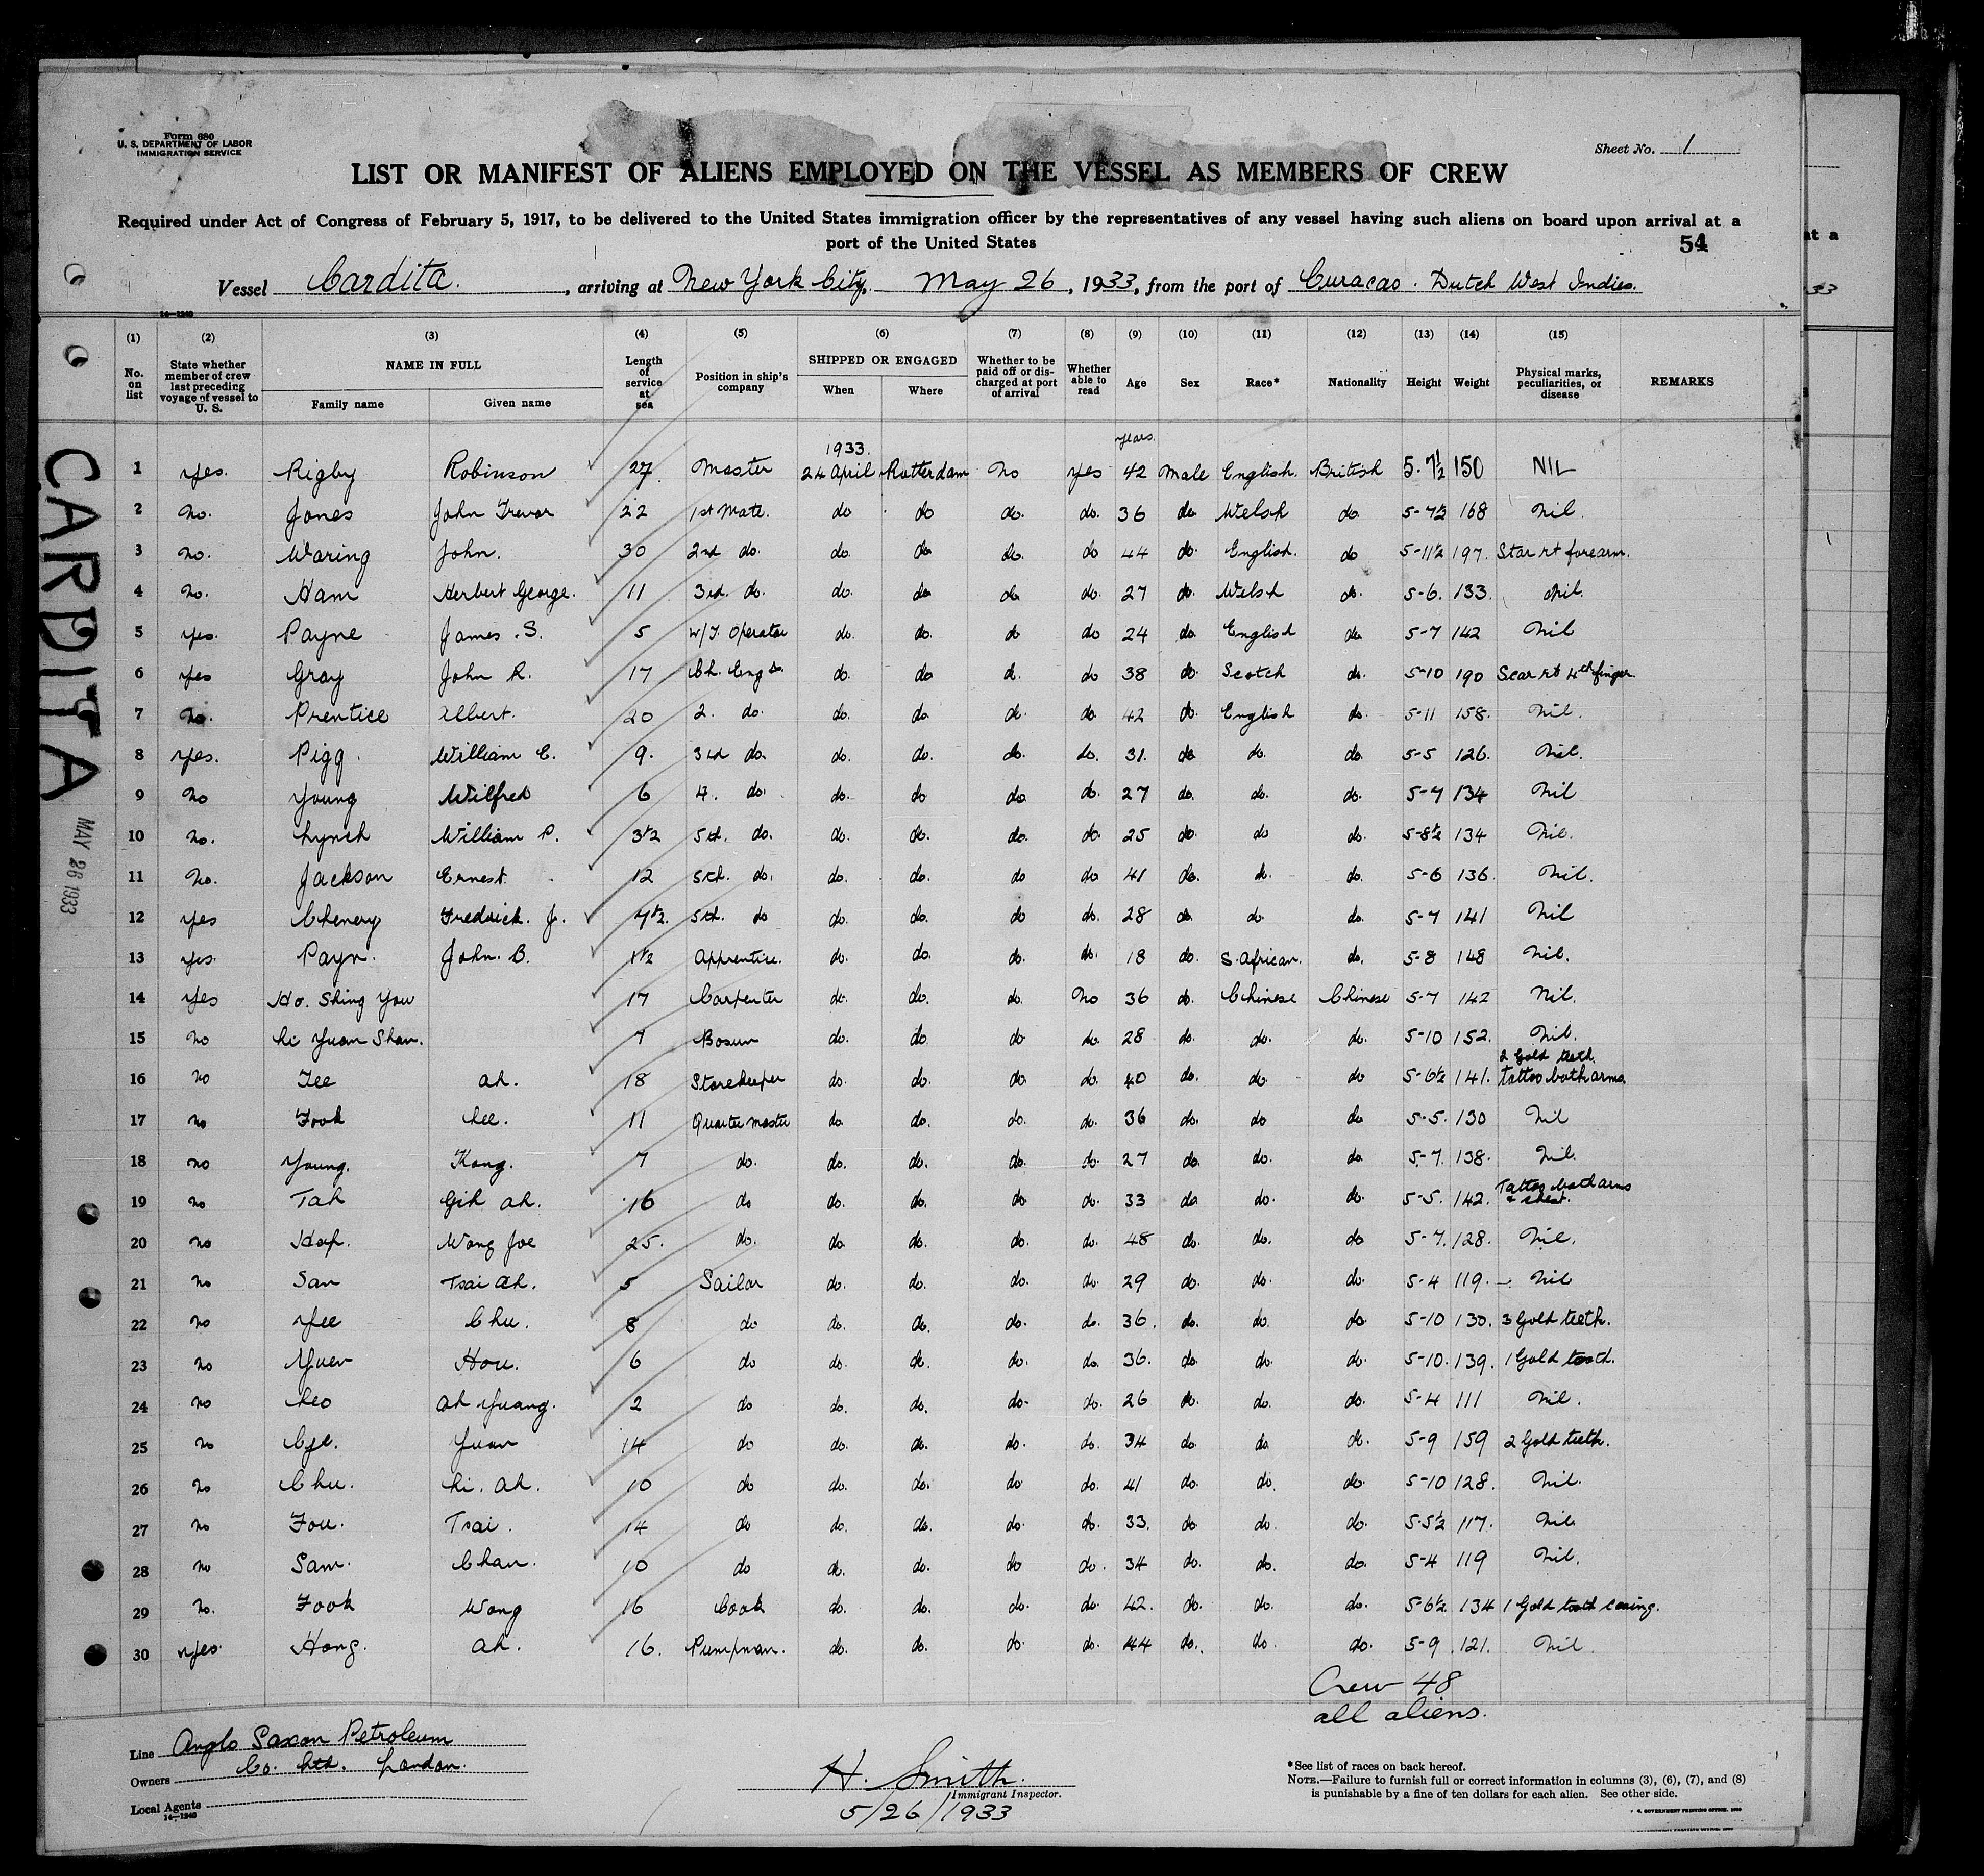 Form 680
U. S. DEPARTMENT OF LABOR
IMMIGRATION SERVICE
Sheet No. 1
LIST OR MANIFEST OF ALIENS EMPLOYED ON THE VESSEL AS MEMBERS OF CREW
Required under Act of Congress of February 5, 1917, to be delivered to the United States immigration officer by the representatives of any vessel having such aliens on board upon arrival at a
port of the United States
54
Vessel Cardita. , arriving at New York City, May 26, 1933, from the port of Curacao. Dutch West Indies.
14—1240
(1) (2) (3) (4) (5) (6) (7) (8) (9) (10) (11) (12) (13) (14) (15)
No. on list State whether member of crew last preceding voyage of vessel to U. S. NAME IN FULL Family name Given name Length of service at sea Position in ship's company SHIPPED OR ENGAGED When Where Whether to be paid off or discharged at port of arrival Whether able to read Age Sex Race* Nationality Height Weight Physical marks, peculiarities, or disease REMARKS
1933. years.
1 yes. Rigby Robinson 27 Master 24 April Rotterdam No yes 42 Male English. British 5-7½ 150 NIL
2 no. Jones John Trevor 22 1st Mate. do do do. do. 36 do Welsh do 5-7½ 168 nil.
3 no. Waring John. 30 2nd do. do. do do. do 44 do. English. do 5-11½ 197. Star rt forearm.
4 no. Ham Herbert George. 11 3rd. do. do. do do do. 27 do. Welsh do. 5-6. 133. nil.
5 yes. Payne James .S. 5 W/T. Operator do. do. do do 24 do English do 5-7 142 nil
6 yes Gray John R. 17 Ch. Engr do. do d. do 38 do Scotch do. 5-10 190 Scar rt 4th finger.
7 no. Prentice Albert. 20 2. do. do. do. do. do. 42 do. English do. 5-11 158. nil.
8 yes. Pigg. William C. 9. 3rd do. do. do. do. do. 31. do do. do. 5-5 126. nil.
9 no Young Wilfred 6 4. do. do. do do do. 27 do. do. do. 5-7 134 nil
10 no. Lynch William P. 3½ 5th. do. do. do. do. do 25 do. do do. 5-8½ 134 nil.
11 no. Jackson Ernest. 12 5th. do. do. do. do do 41 do. d. do. 5-6 136. nil.
12 yes Chenery Fredrick. J. 7½. 5th. do do. do. do do. 28 do. do. do. 5-7 141 nil
13 yes. Payn. John. B. 1½ Apprentice. do. do. do. do. 18 do. S. African. do. 5-8 148 nil.
14 yes Ho. Shing You 17 Carpenter do. do. do. No 36 do. Chinese Chinese 5-7 142 nil.
15 no Li Yuan Shan. 7 Bosun do. do do do. 28 do. do. do. 5-10 152. nil.
16 no Fee ah. 18 Storekeeper do. do. do. do. 40 do. do. do 5-6½ 141. 2 Gold teeth. Tattoo both arms
17 no Fook Lee. 11 Quarter master do do. do. do. 36 do. do do 5-5. 130 nil
18 no Young. Kong. 7 do. do. do. do. do. 27 do. do. do 5-7. 138. nil.
19 no Tah Gih ah. 16 do do. do. do do. 33 do do. do. 5-5. 142. Tattoo both arms & chest.
20 no Hop. Wong Joe 25. do. do. do. do. do. 48 do. do. do 5-7. 128. nil.
21 no San Tsai ah. 5 Sailor do. do. do. do. 29 do. do. do. 5-4 119. - nil
22 no Yee Chu. 8 do do. do. do. do. 36. do. do. do 5-10 130. 3 Gold teeth.
23 no Yuen Hou. 6 do do. do. do. do. 36. do do. do. 5-10. 139. 1 Gold tooth.
24 no Leo ah Yuang. 2 do do. do. do. do. 26 do. do. do. 5-4 111 nil.
25 no Yuan 14 do do. do. do. do. 34 do do. do. 5-9 159 2 Gold teeth.
26 no Chu. Li. ah. 10 do do. do. do do. 41 do. do. do. 5-10 128. nil.
27 no Fou. Tsai. 14 do do. do. do. do. 33. do do. do. 5-5½ 117. nil
28 no Sam. Chan. 10 do do. do. do do. 34 do. do. do. 5-4 119 nil.
29 no. Fook Wong 16 Cook do. do. do. do. 42. do. do. do. 5-6½ 134 1 Gold tooth casing.
30 yes. Hong. ah. 16. Pumpman. do. do. do. do. 44 do. do. do. 5-9 121. nil.
Crew 48
all aliens.
Line Anglo Saxon Petroleum
Owners Co. Ltd. London.
Local Agents
14—1240
H. Smith.
Immigrant Inspector.
5/26/1933
*See list of races on back hereof.
NOTE.—Failure to furnish full or correct information in columns (3), (6), (7), and (8)
is punishable by a fine of ten dollars for each alien. See other side.
CARDITA
MAY 26 1933
at a
33